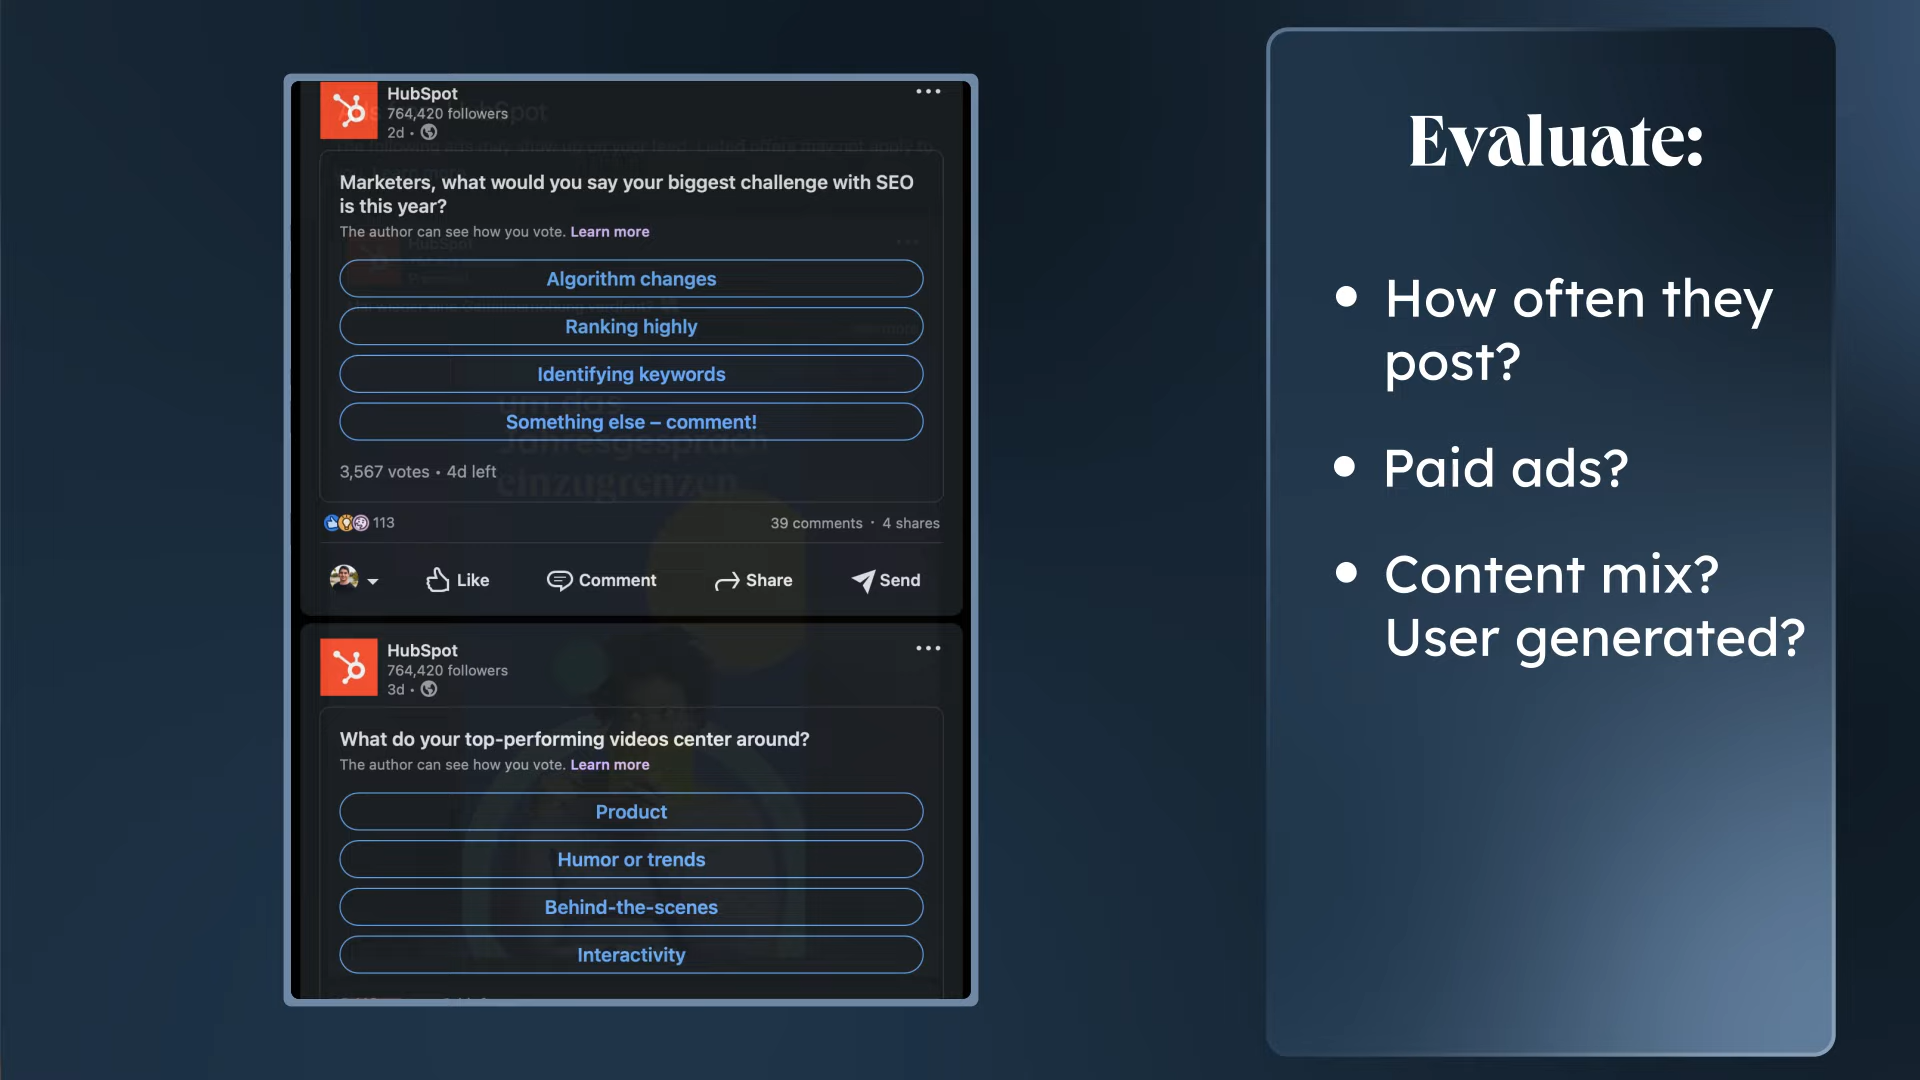 HubSpot
764,420 followers
2d •
Marketers, what would you say your biggest challenge with SEO
is this year?
The author can see how you vote. Learn more
Algorithm changes
Ranking highly
Identifying keywords
Something else – comment!
um das
Jahresgespräch
einzugrenzen
3,567 votes • 4d left
113
39 comments · 4 shares
Like
Comment
Share
Send
HubSpot
764,420 followers
3d •
What do your top-performing videos center around?
The author can see how you vote. Learn more
Product
Humor or trends
Behind-the-scenes
Interactivity
Evaluate:
• How often they
post?
• Paid ads?
• Content mix?
User generated?